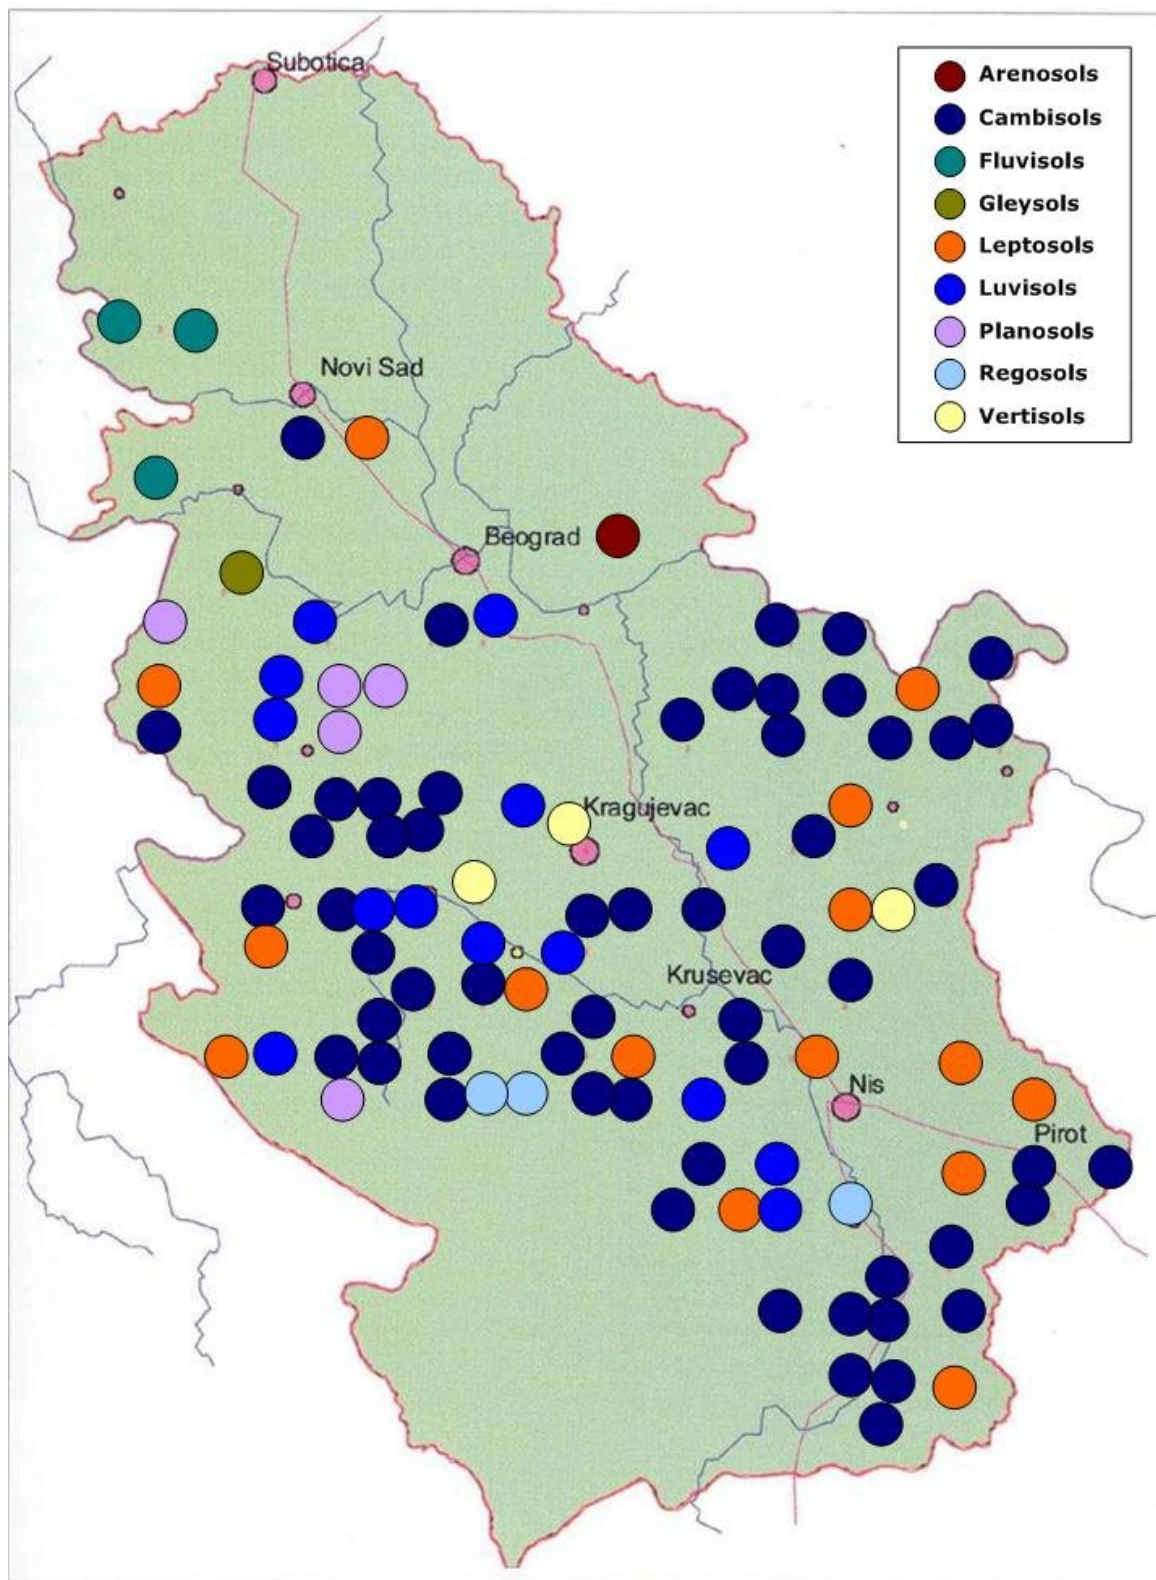 Subotica
Arenosols
Cambisols
Fluvisols
Gleysols
Leptosols
Luvisols
Planosols
Regosols
Vertisols
Novi Sad
Beograd
Kragujevac
Krusevac
Nis
Pirot